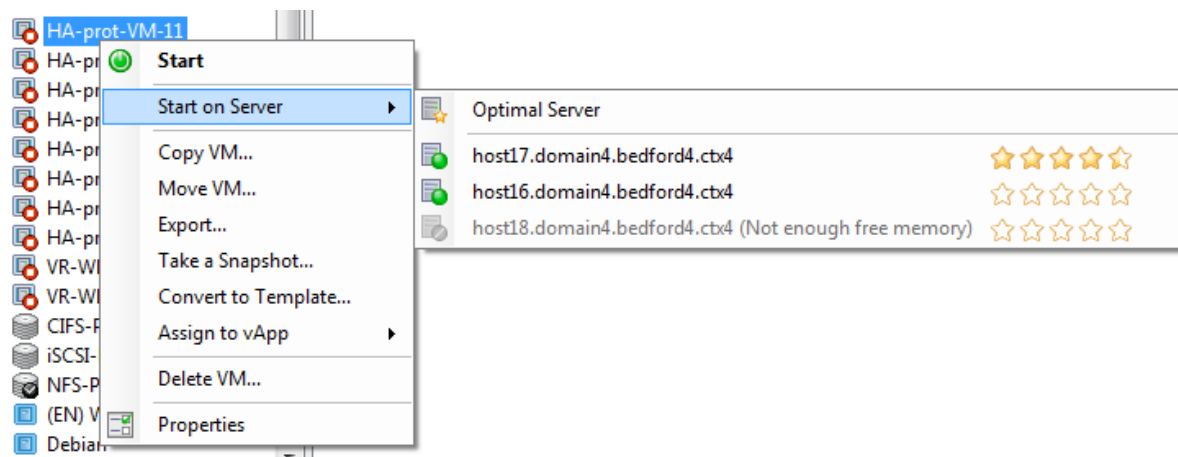 HA-prot-VM-11
HA-pr
Start
HA-pr
HA-pr
Start on Server
Optimal Server
HA-pr
Copy VM...
host17.domain4.bedford4.ctx4
HA-pr
Move VM...
host16.domain4.bedford4.ctx4
HA-pr
Export...
host18.domain4.bedford4.ctx4 (Not enough free memory)
HA-pr
VR-WI
Take a Snapshot...
VR-WI
Convert to Template...
CIFS-P
Assign to vApp
iSCSI-
NFS-P
Delete VM...
(EN) W
Properties
Debian